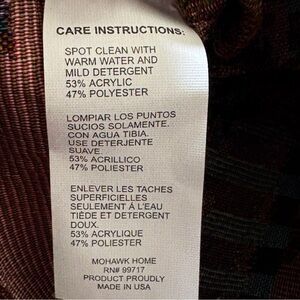 CARE INSTRUCTIONS:
SPOT CLEAN WITH
WARM WATER AND
MILD DETERGENT
53% ACRYLIC
47% POLYESTER
LOMPIAR LOS PUNTOS
SUCIOS SOLAMENTE.
CON AGUA TIBIA.
USE DETERJENTE
SUAVE
53% ACRILLICO
47% POLIESTER
ENLEVER LES TACHES
SUPERFICIELLES
SEULEMENT À L'EAU
TIÈDE ET DETERGENT
DOUX.
53% ACRYLIQUE
47% POLIESTER
MOHAWK HOME
RN# 99717
PRODUCT PROUDLY
MADE IN USA